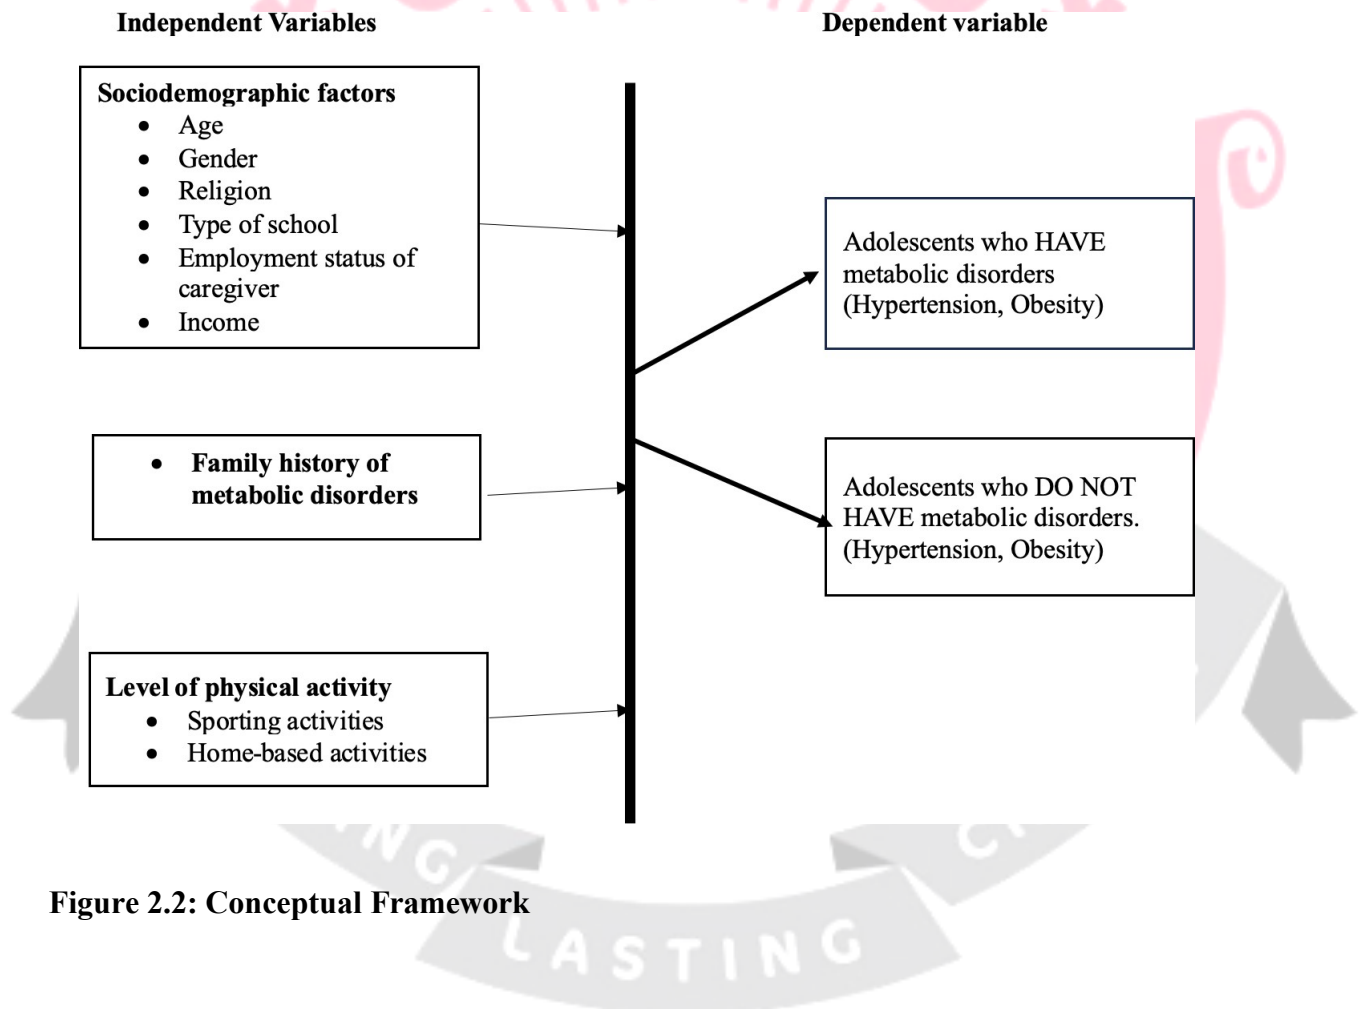 Independent Variables
Dependent variable
Sociodemographic factors
• Age
• Gender
• Religion
• Type of school
• Employment status of
caregiver
• Income
• Family history of
metabolic disorders
Level of physical activity
• Sporting activities
• Home-based activities
Adolescents who HAVE
metabolic disorders
(Hypertension, Obesity)
Adolescents who DO NOT
HAVE metabolic disorders.
(Hypertension, Obesity)
Figure 2.2: Conceptual Framework
LASTING